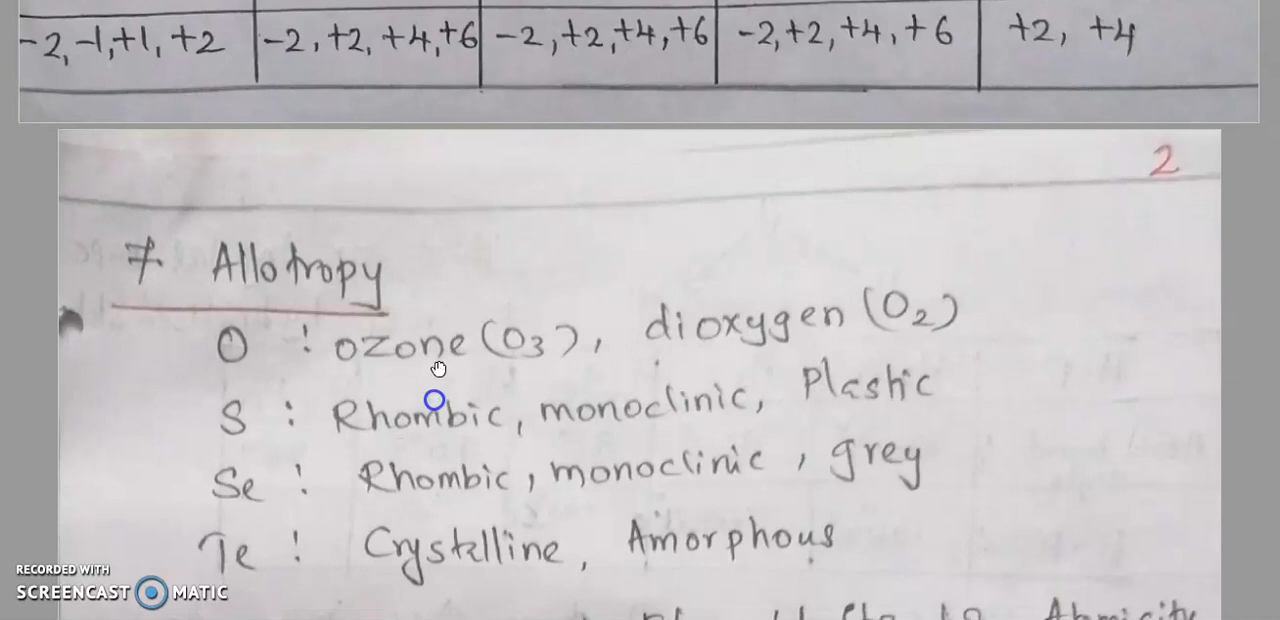 -2, -1, +1, +2 -2, +2, +4, +6 -2, +2, +4, +6 -2, +2, +4, +6 +2, +4
2
7. Allotropy
O : ozone (O3), dioxygen (O2)
S : Rhombic, monoclinic, Plastic
Se : Rhombic, monoclinic, grey
Te : Crystalline, Amorphous
Atomicity
RECORDED WITH
SCREENCAST MATIC